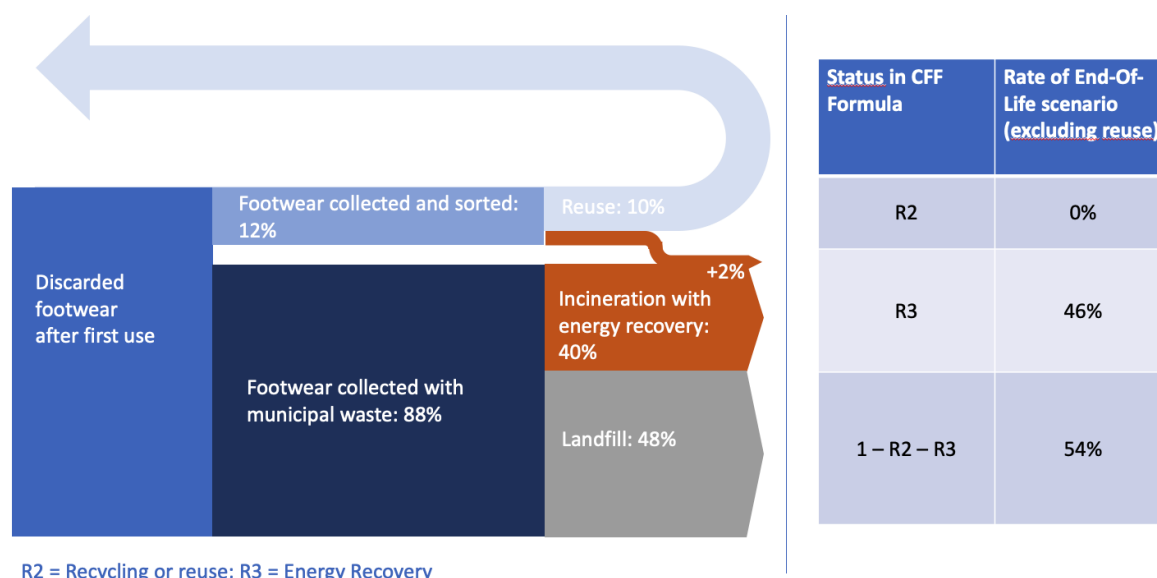 Discarded
footwear
after first use
Footwear collected and sorted:
12%
Footwear collected with
municipal waste: 88%
Reuse: 10%
+2%
Incineration with
energy recovery:
40%
Landfill: 48%
R2 = Recycling or reuse; R3 = Energy Recovery
Status in CFF
Formula
Rate of End-Of-
Life scenario
(excluding reuse)
R2
0%
R3
46%
1 – R2 – R3
54%